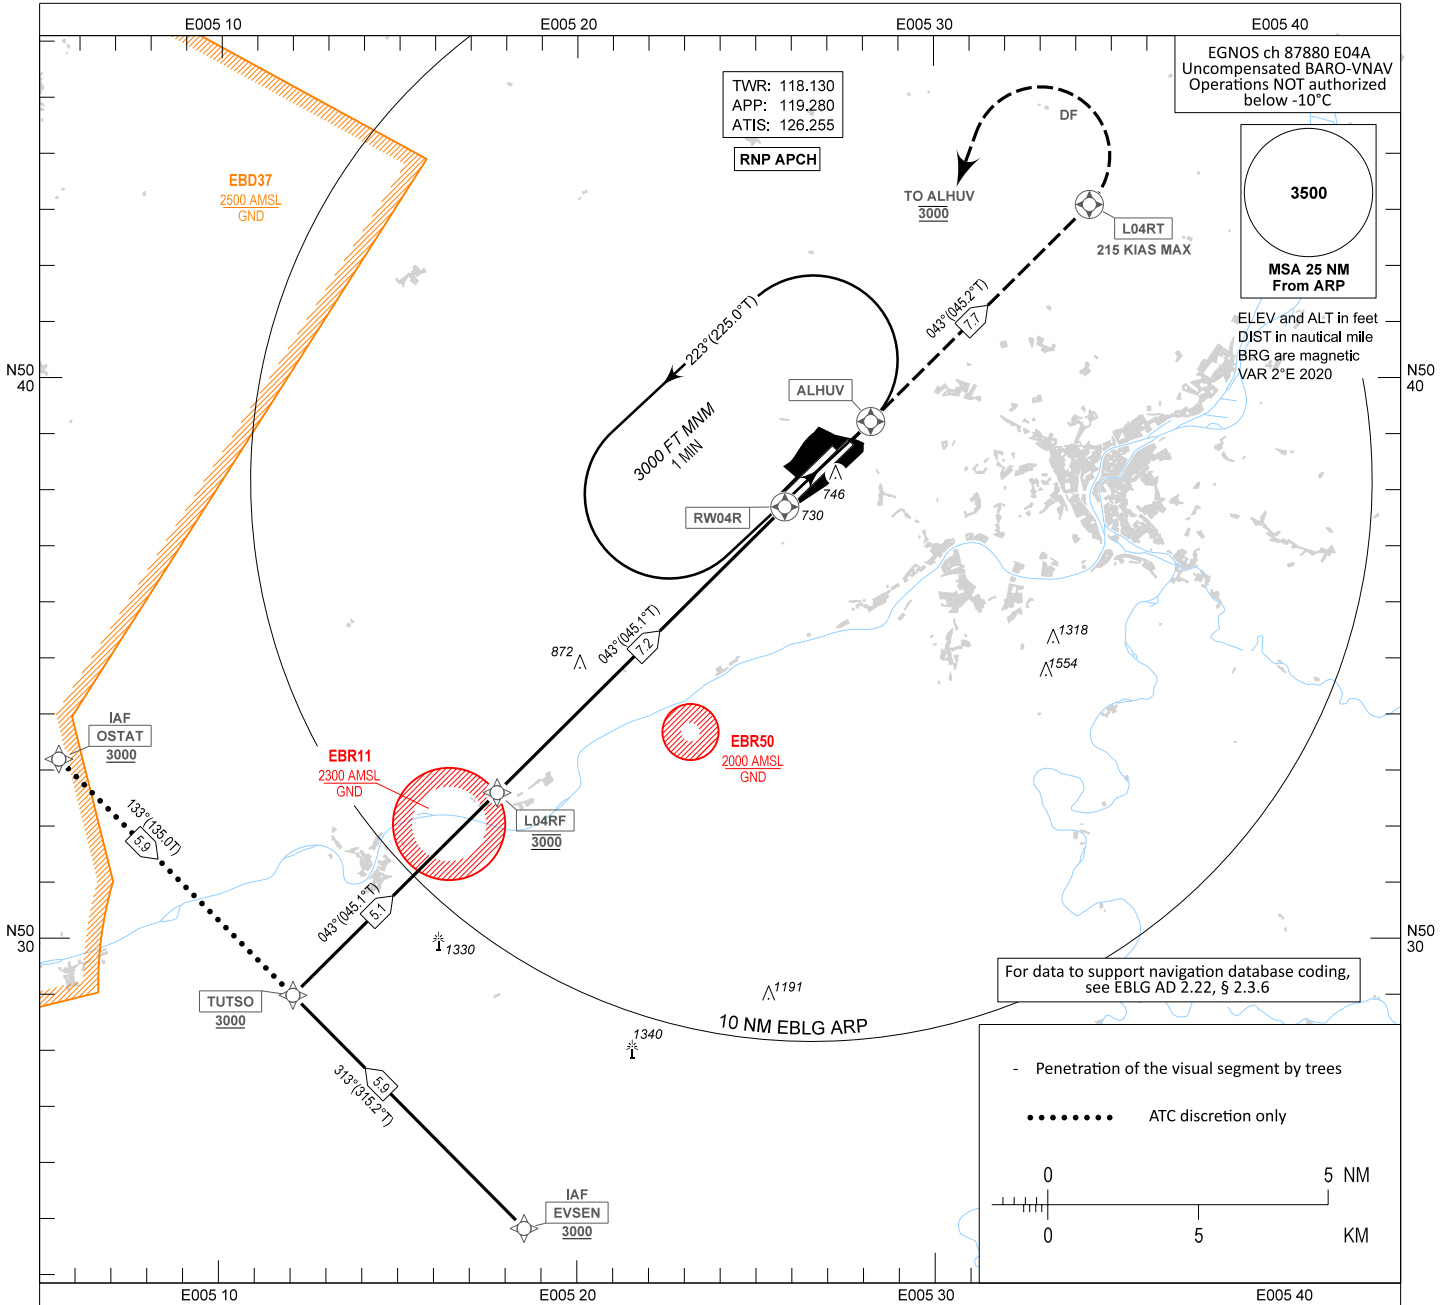 E005 10
E005 20
E005 30
E005 40
EGNOS ch 87880 E04A
Uncompensated BARO-VNAV
Operations NOT authorized
below -10°C
TWR: 118.130
APP: 119.280
ATIS: 126.255
RNP APCH
DF
3500
MSA 25 NM
From ARP
EBD37
2500 AMSL
GND
TO ALHUV
3000
L04RT
215 KIAS MAX
ELEV and ALT in feet
DIST in nautical mile
BRG are magnetic
VAR 2°E 2020
043°(045.2°T)
7.7
223°(225.0°T)
N50
40
N50
40
ALHUV
3000 FT MNM
1 MIN
746
RW04R
730
043°(045.1°T)
7.2
872
1318
1554
IAF
OSTAT
3000
EBR11
2300 AMSL
GND
EBR50
2000 AMSL
GND
L04RF
3000
133°(135.0T)
5.9
043°(045.1°T)
5.1
N50
30
N50
30
1330
TUTSO
3000
1191
10 NM EBLG ARP
1340
For data to support navigation database coding,
see EBLG AD 2.22, § 2.3.6
5.9
313°(315.2°T)
- Penetration of the visual segment by trees
ATC discretion only
0 5 NM
0 5 KM
IAF
EVSEN
3000
E005 10
E005 20
E005 30
E005 40